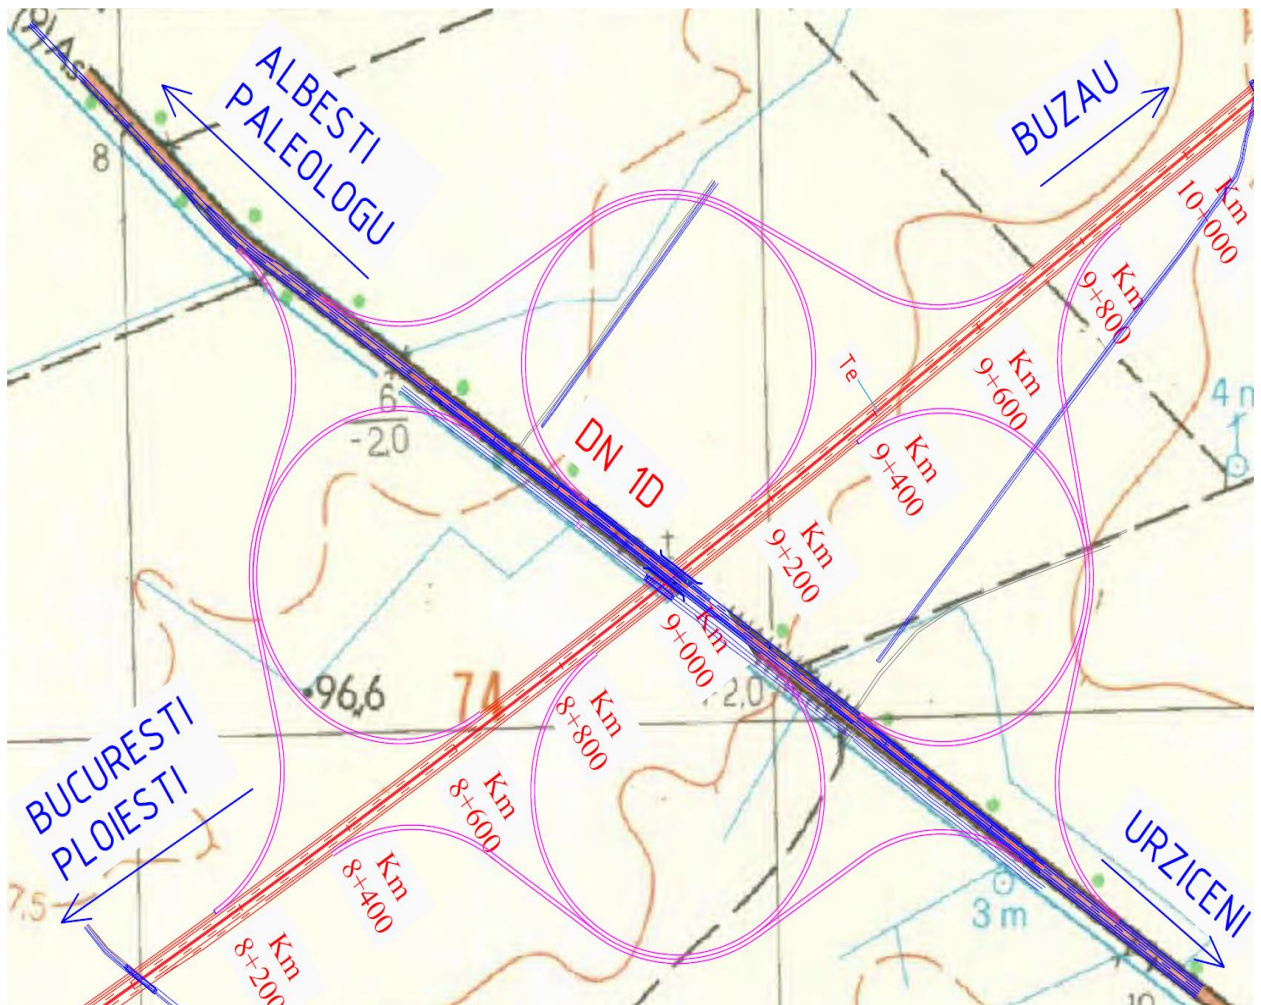 ALBESTI
PALEOLOGU
BUZAU
8
Km
10+000
Km
9+800
Te
Km
9+600
6
-2,0
4 m
DN 1D
Km
9+400
Km
9+200
Km
9+000
96,6
74
2,0
Km
8+800
BUCURESTI
PLOIESTI
Km
8+600
URZICENI
Km
8+400
7,5
3 m
Km
8+200
10